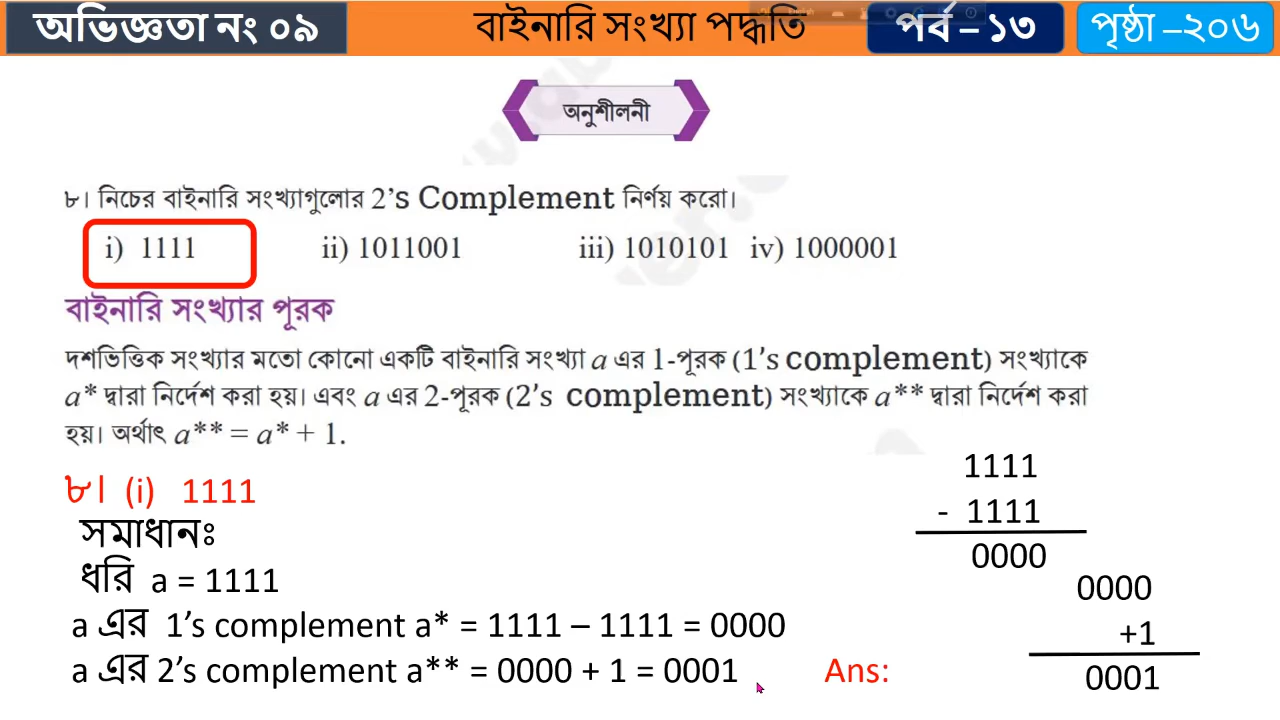 অভিজ্ঞতা নং ০৯ বাইনারি সংখ্যা পদ্ধতি পর্ব – ১৩ পৃষ্ঠা –২০৬
অনুশীলনী
৮। নিচের বাইনারি সংখ্যাগুলোর 2’s Complement নির্ণয় করো।
i) 1111 ii) 1011001 iii) 1010101 iv) 1000001
বাইনারি সংখ্যার পূরক
দশভিত্তিক সংখ্যার মতো কোনো একটি বাইনারি সংখ্যা a এর 1-পূরক (1’s complement) সংখ্যাকে
a* দ্বারা নির্দেশ করা হয়। এবং a এর 2-পূরক (2’s complement) সংখ্যাকে a** দ্বারা নির্দেশ করা
হয়। অর্থাৎ a** = a* + 1.
৮। (i) 1111
সমাধানঃ
ধরি a = 1111
a এর 1’s complement a* = 1111 – 1111 = 0000
a এর 2’s complement a** = 0000 + 1 = 0001 Ans:
1111
- 1111
0000
0000
+1
0001